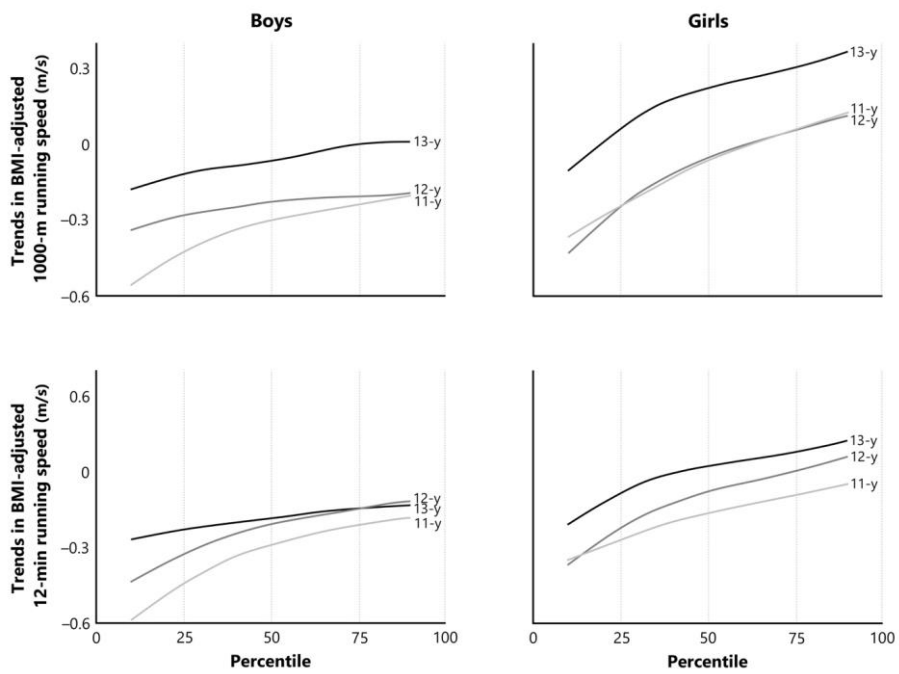 Boys
Girls
Trends in BMI-adjusted
1000-m running speed (m/s)
0.3
0
−0.3
−0.6
13-y
12-y
11-y
13-y
11-y
12-y
Trends in BMI-adjusted
12-min running speed (m/s)
0.6
0
−0.3
−0.6
12-y
13-y
11-y
13-y
12-y
11-y
0
25
50
75
100
0
25
50
75
100
Percentile
Percentile